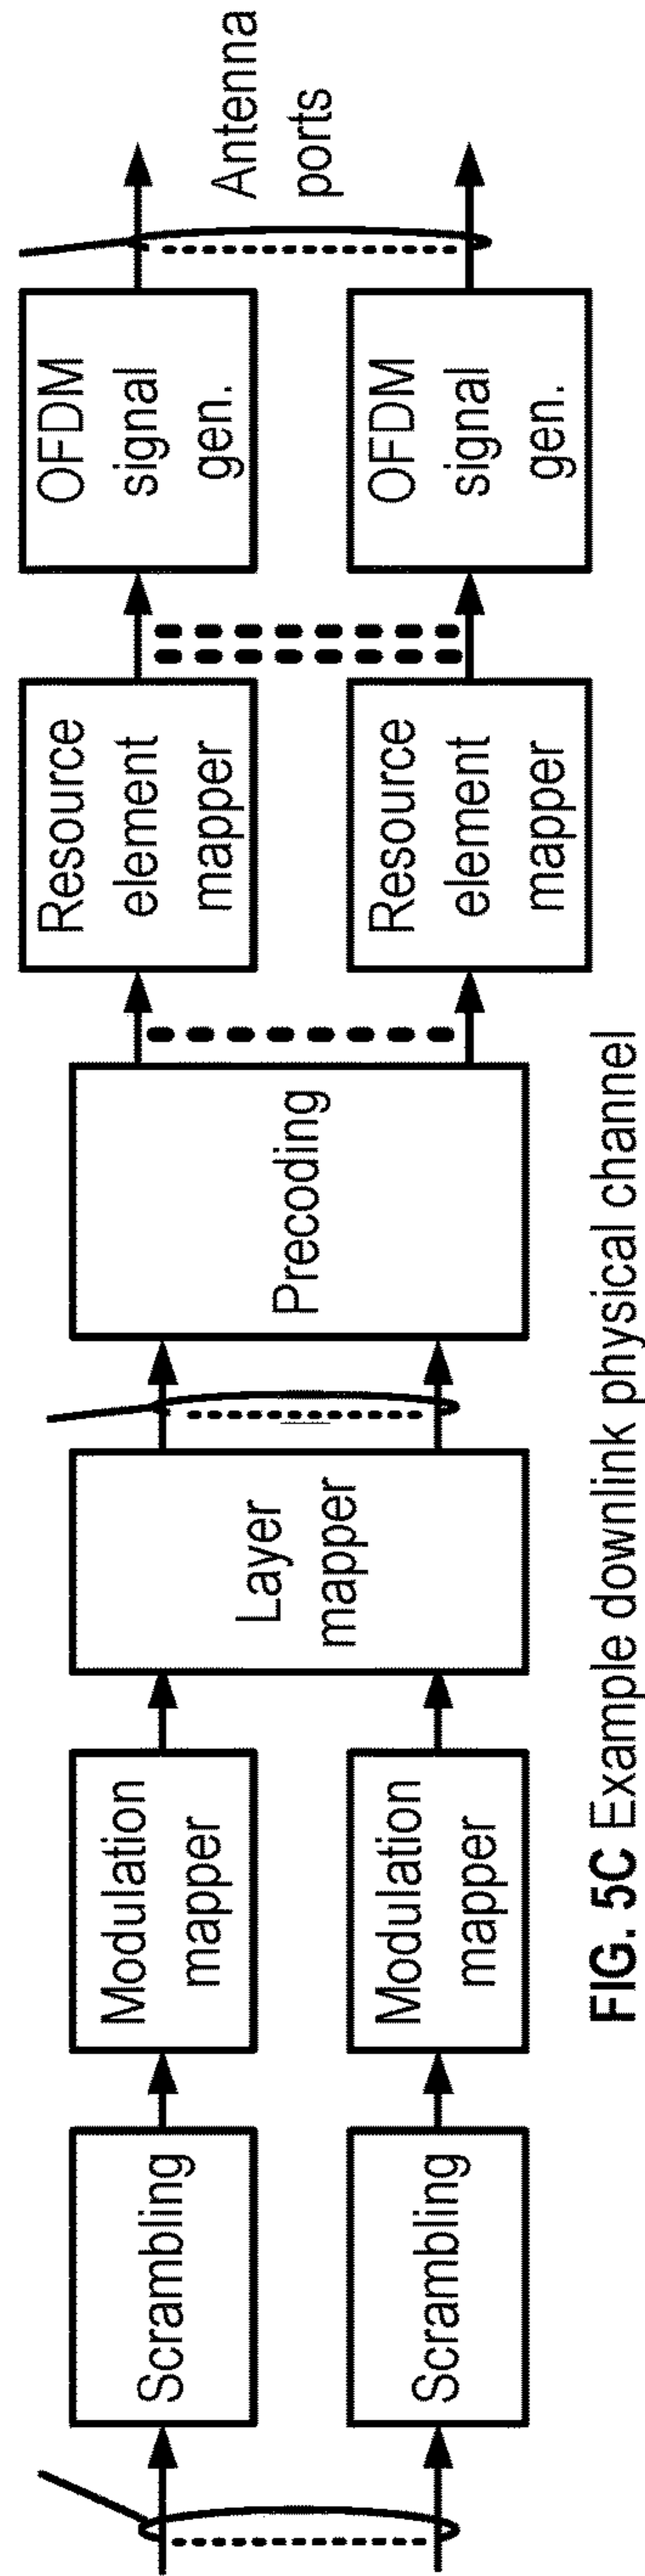 Scrambling
Scrambling
Modulation
mapper
Modulation
mapper
Layer
mapper
Precoding
Resource
element
mapper
Resource
element
mapper
OFDM
signal
gen.
OFDM
signal
gen.
Antenna
ports
FIG. 5C Example downlink physical channel